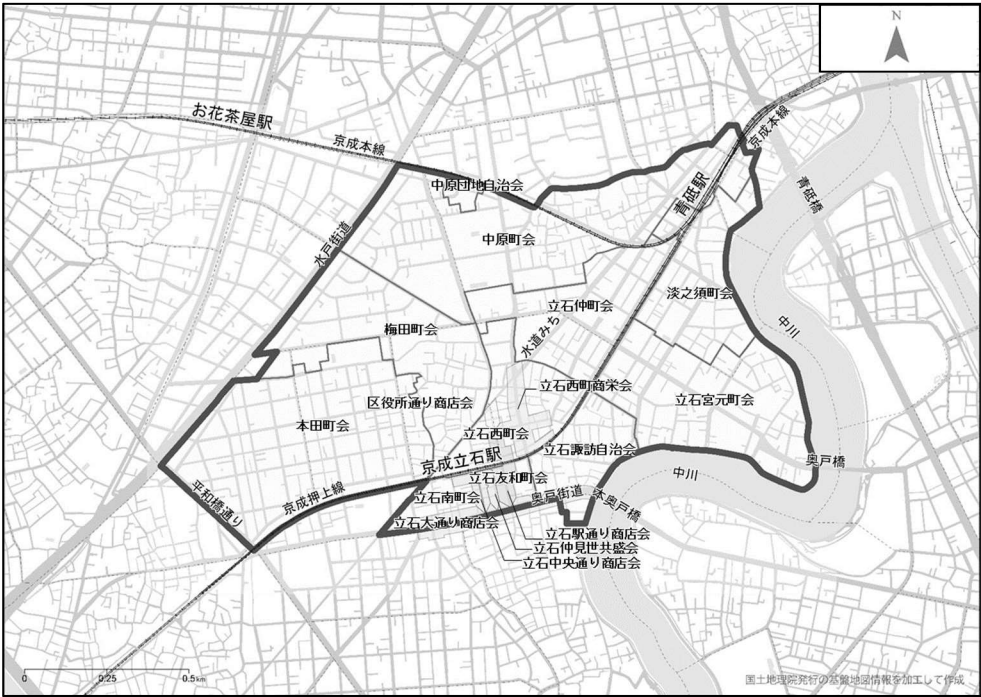 N
お花茶屋駅
京成本線
京成本線
青砥駅
青砥橋
中原団地自治会
中原町会
水戸街道
淡之須町会
立石仲町会
中川
梅田町会
水道みち
立石西町商栄会
区役所通り商店会
立石宮元町会
本田町会
立石西町会
立石諏訪自治会
京成立石駅
奥戸橋
立石友和町会
中川
平和橋通り
京成押上線
立石南町会
奥戸街道
本奥戸橋
立石大通り商店会
立石駅通り商店会
立石仲見世共盛会
立石中央通り商店会
0 0.25 0.5km
国土地理院発行の基盤地図情報を加工して作成